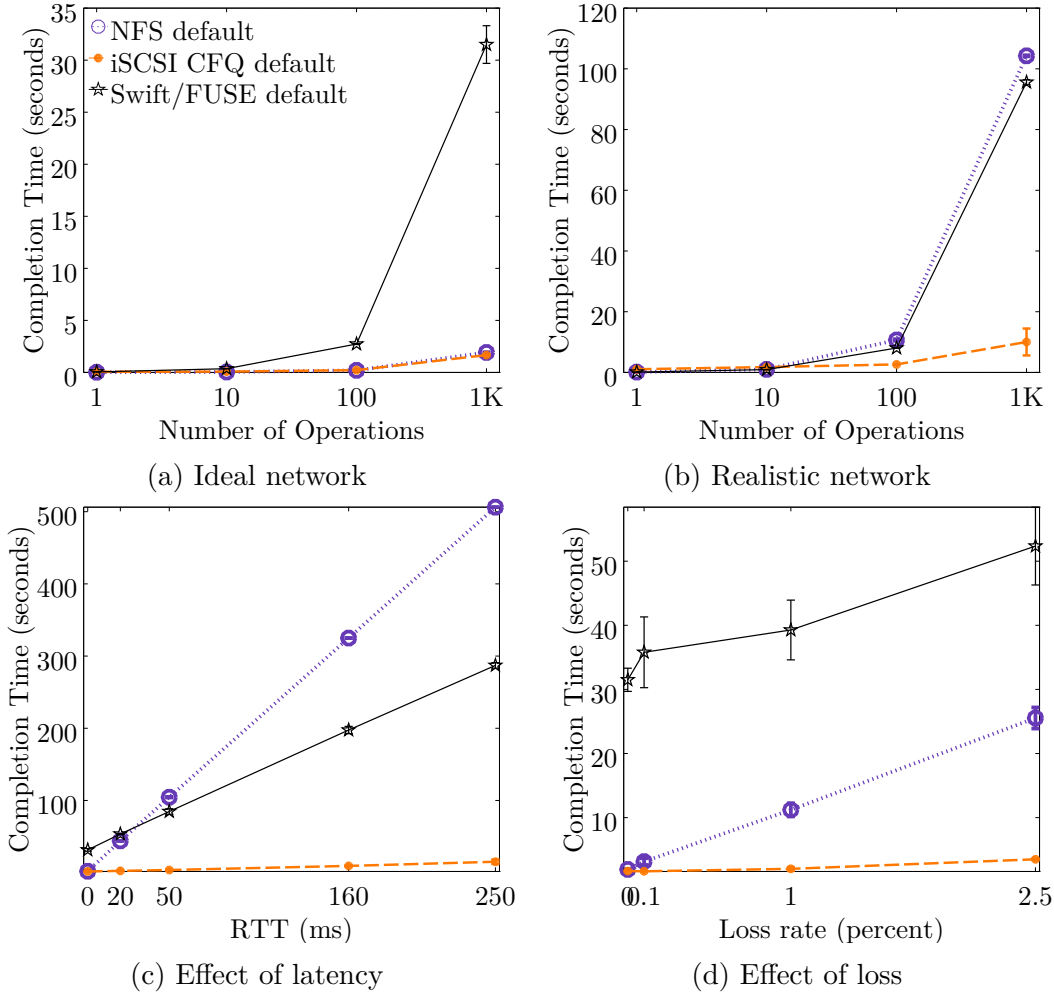 35
30
25
20
15
10
5
0
Completion Time (seconds)
NFS default
iSCSI CFQ default
Swift/FUSE default
1 10 100 1K
Number of Operations
(a) Ideal network
120
100
80
60
40
20
0
Completion Time (seconds)
1 10 100 1K
Number of Operations
(b) Realistic network
500
400
300
200
100
Completion Time (seconds)
0 20 50 160 250
RTT (ms)
(c) Effect of latency
50
40
30
20
10
Completion Time (seconds)
0 0.1 1 2.5
Loss rate (percent)
(d) Effect of loss